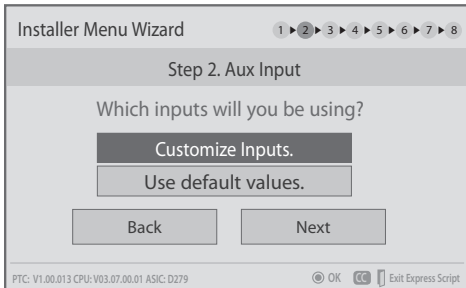 Installer Menu Wizard 1 ▶ 2 ▶ 3 ▶ 4 ▶ 5 ▶ 6 ▶ 7 ▶ 8
Step 2. Aux Input
Which inputs will you be using?
Customize Inputs.
Use default values.
Back Next
PTC: V1.00.013 CPU: V03.07.00.01 ASIC: D279 OK CC Exit Express Script